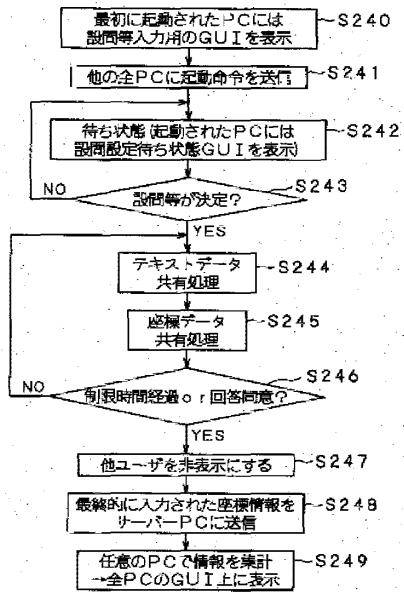 最初に起動されたPCには
設問等入力用のGUIを表示
S240
他の全PCに起動命令を送信
S241
待ち状態(起動されたPCには
設問設定待ち状態GUIを表示)
S242
NO
設問等が決定?
S243
YES
テキストデータ
共有処理
S244
座標データ
共有処理
S245
NO
制限時間経過or回答同意?
S246
YES
他ユーザを非表示にする
S247
最終的に入力された座標情報を
サーバーPCに送信
S248
任意のPCで情報を集計
→全PCのGUI上に表示
S249